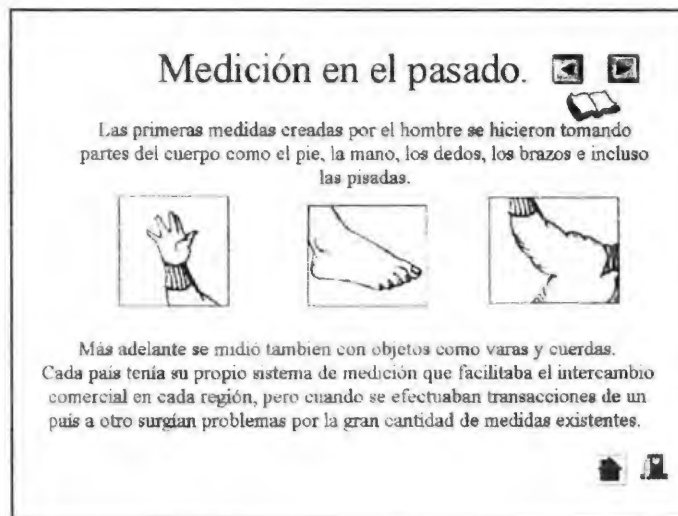 Medición en el pasado.
Las primeras medidas creadas por el hombre se hicieron tomando
partes del cuerpo como el pie, la mano, los dedos, los brazos e incluso
las pisadas.
Más adelante se midió tambien con objetos como varas y cuerdas.
Cada país tenía su propio sistema de medición que facilitaba el intercambio
comercial en cada región, pero cuando se efectuaban transacciones de un
país a otro surgían problemas por la gran cantidad de medidas existentes.